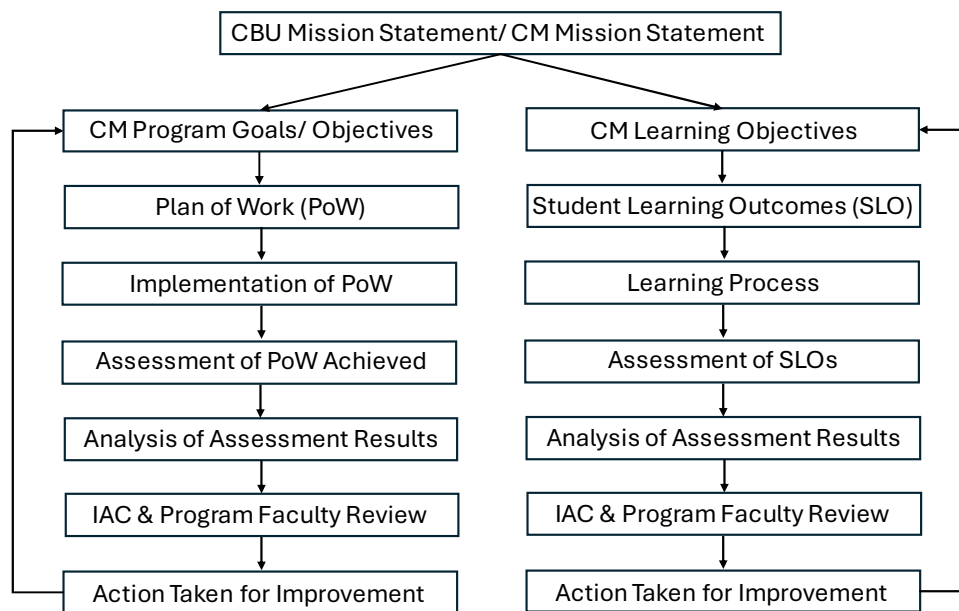 CBU Mission Statement/ CM Mission Statement
CM Program Goals/ Objectives
Plan of Work (PoW)
Implementation of PoW
Assessment of PoW Achieved
Analysis of Assessment Results
IAC & Program Faculty Review
Action Taken for Improvement
CM Learning Objectives
Student Learning Outcomes (SLO)
Learning Process
Assessment of SLOs
Analysis of Assessment Results
IAC & Program Faculty Review
Action Taken for Improvement